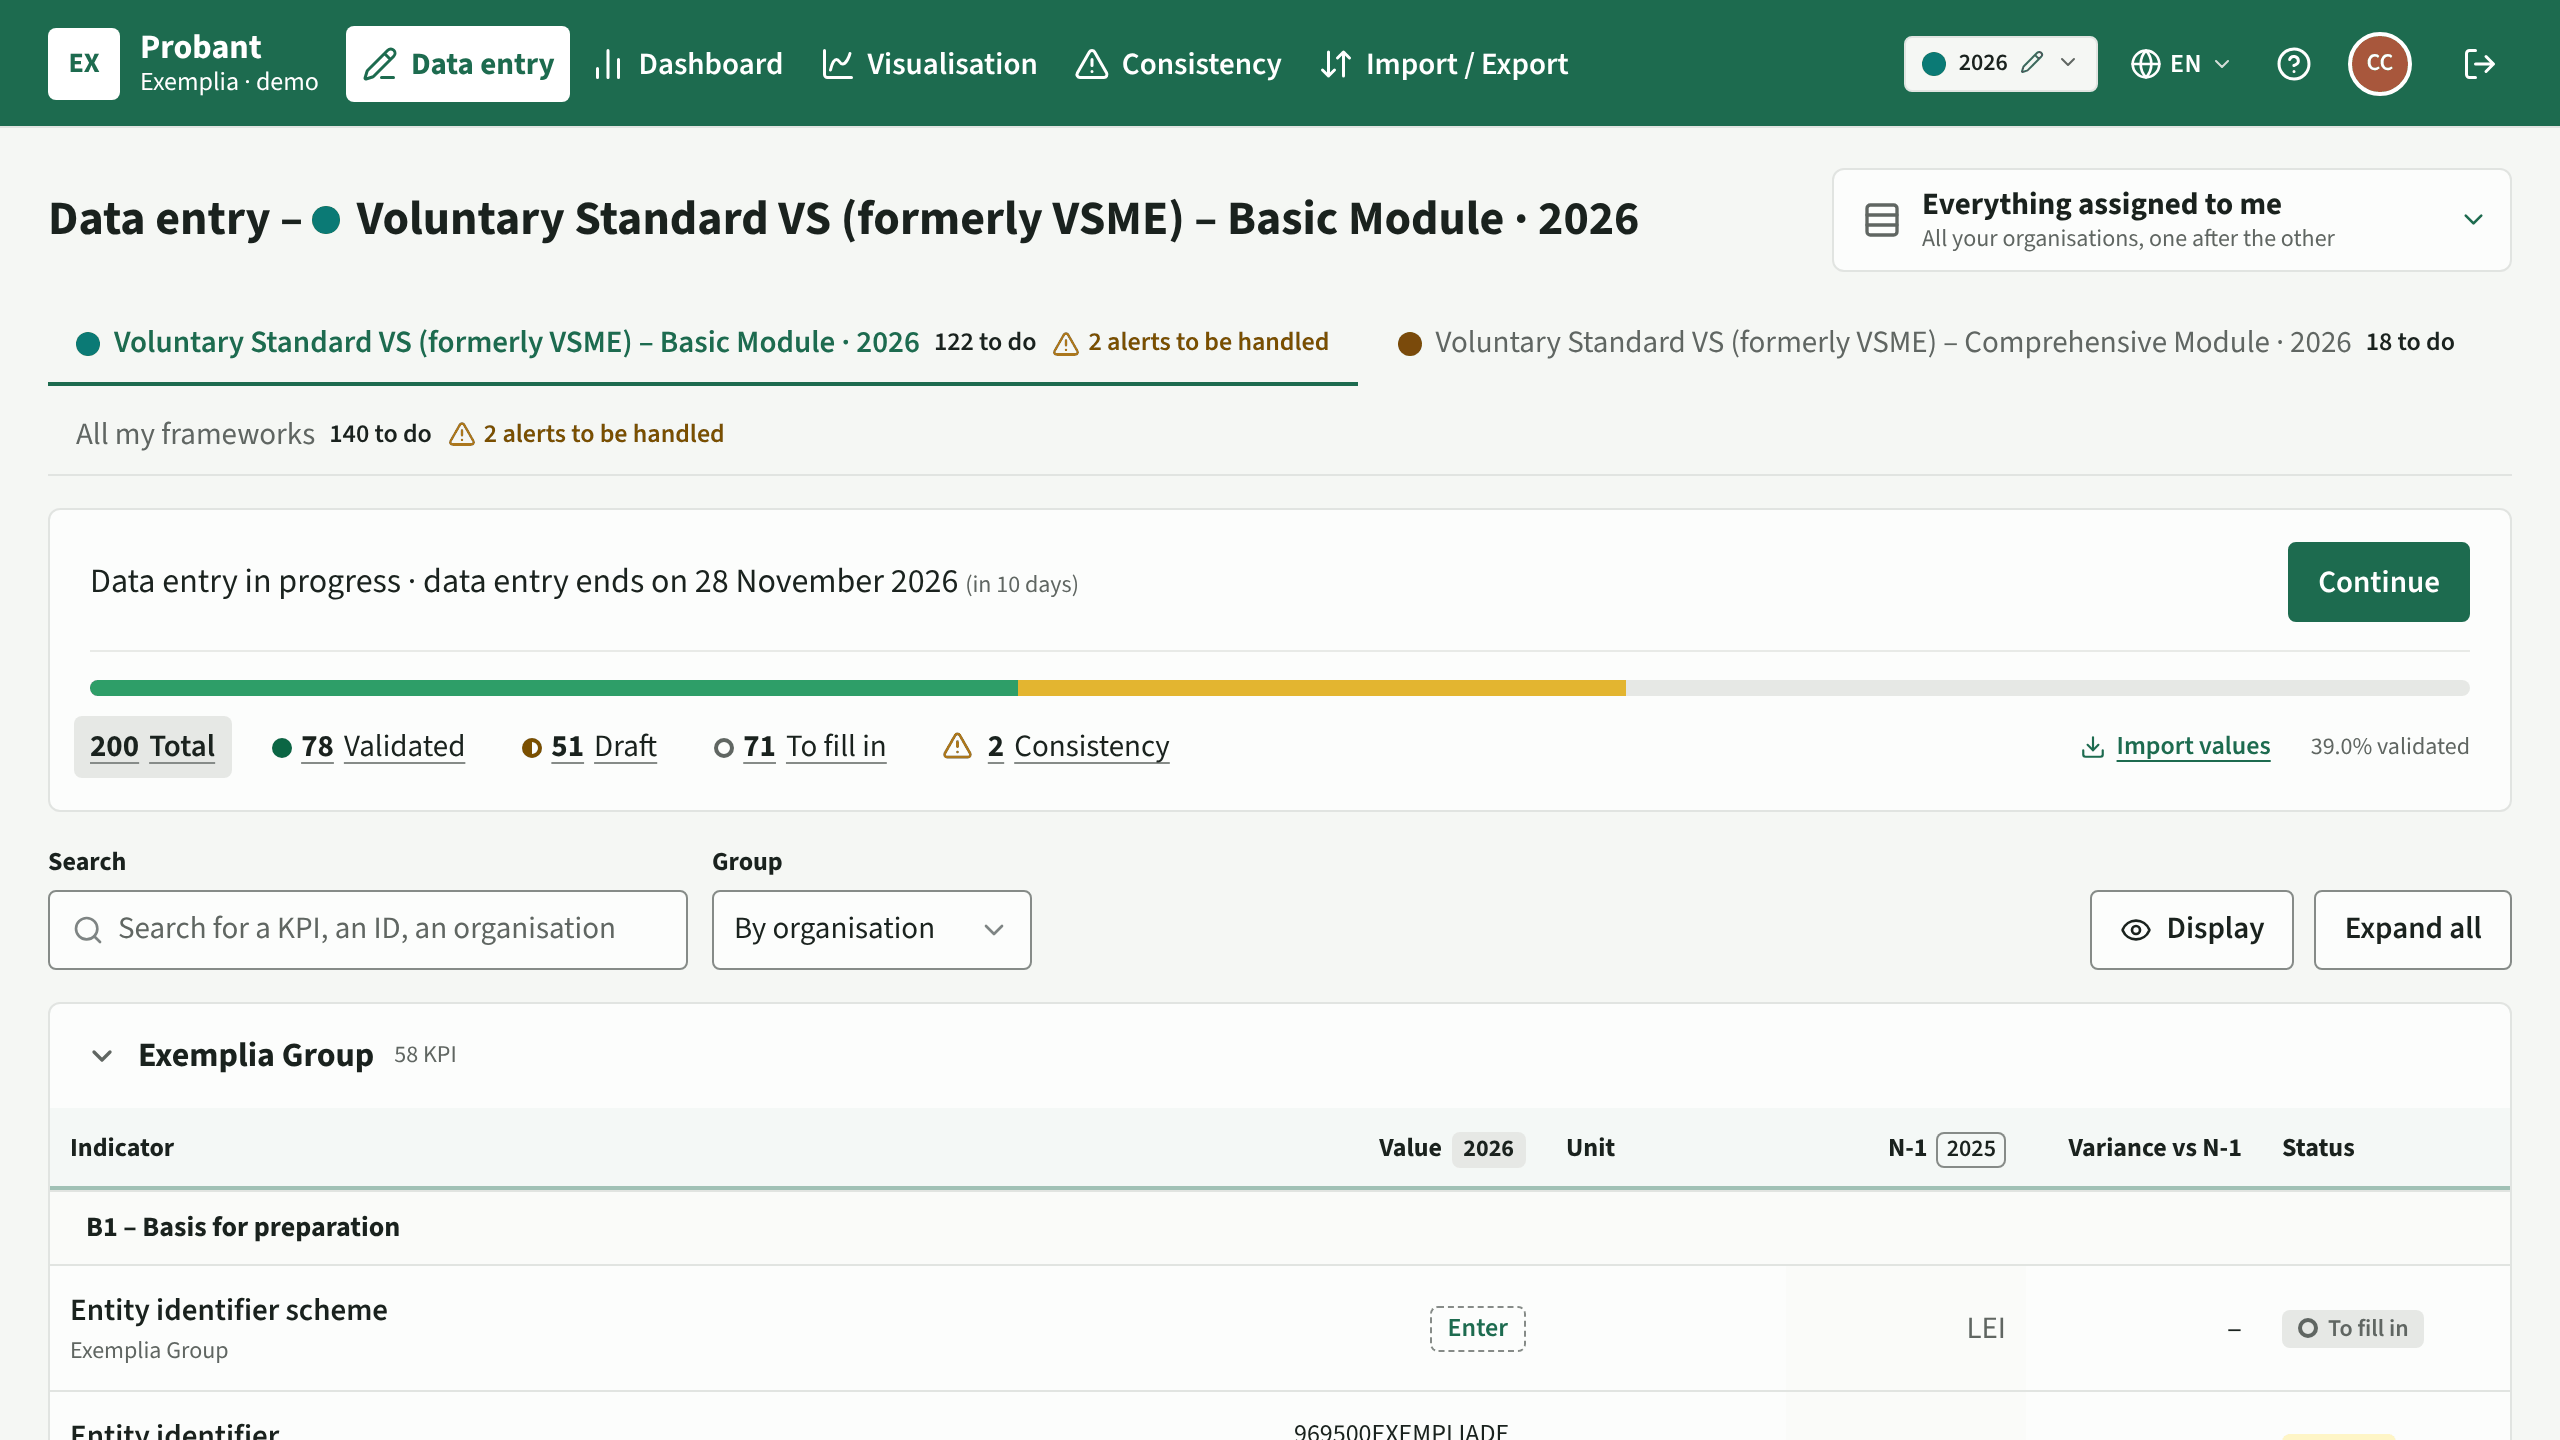 EX
Probant
Exemplia · demo
Data entry
Dashboard
Visualisation
Consistency
Import / Export
2026
EN
CC
Data entry – Voluntary Standard VS (formerly VSME) – Basic Module · 2026
Everything assigned to me
All your organisations, one after the other
Voluntary Standard VS (formerly VSME) – Basic Module · 2026 122 to do 2 alerts to be handled
Voluntary Standard VS (formerly VSME) – Comprehensive Module · 2026 18 to do
All my frameworks 140 to do 2 alerts to be handled
Data entry in progress · data entry ends on 28 November 2026 (in 10 days)
Continue
200 Total 78 Validated 51 Draft 71 To fill in 2 Consistency
Import values 39.0% validated
Search
Group
Search for a KPI, an ID, an organisation
By organisation
Display
Expand all
Exemplia Group 58 KPI
Indicator Value 2026 Unit N-1 2025 Variance vs N-1 Status
B1 – Basis for preparation
Entity identifier scheme
Exemplia Group
Enter LEI – To fill in
Entity identifier
969500EXEMPLIADE